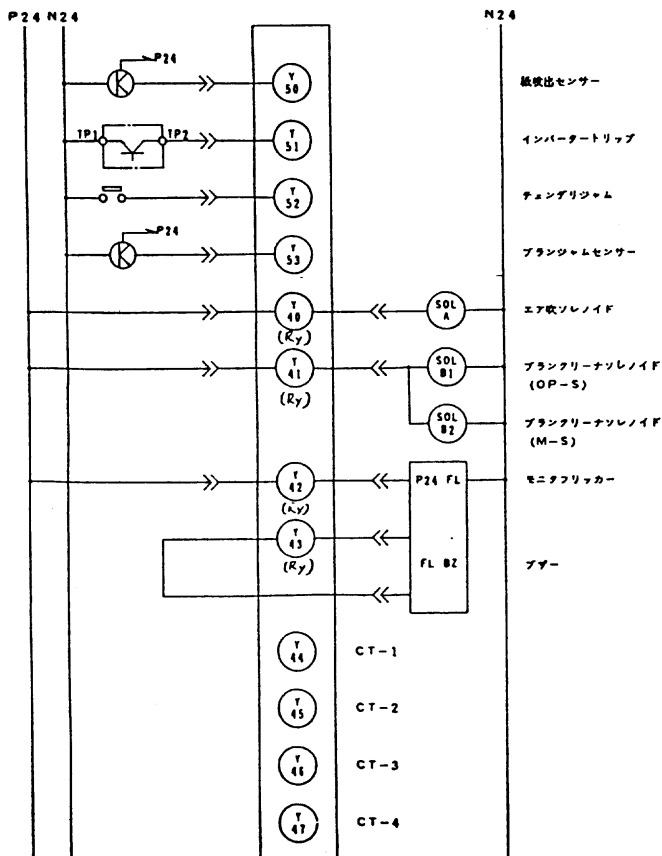 P24 N24 N24
P24
Y 50 紙検出センサー
TP1 TP2 Y 51 インバータートリップ
Y 52 テェンデリジャム
P24
Y 53 ブランジャムセンサー
Y 40 SOL A エア吹ソレノイド
(Ry)
Y 41 SOL B1 ブランクリーナソレノイド
(Ry) (OP-S)
SOL B2 ブランクリーナソレノイド
(M-S)
Y 42 P24 FL モニタフリッカー
(Ry)
Y 43
(Ry) FL BZ ブザー
Y 44 CT-1
Y 45 CT-2
Y 46 CT-3
Y 47 CT-4